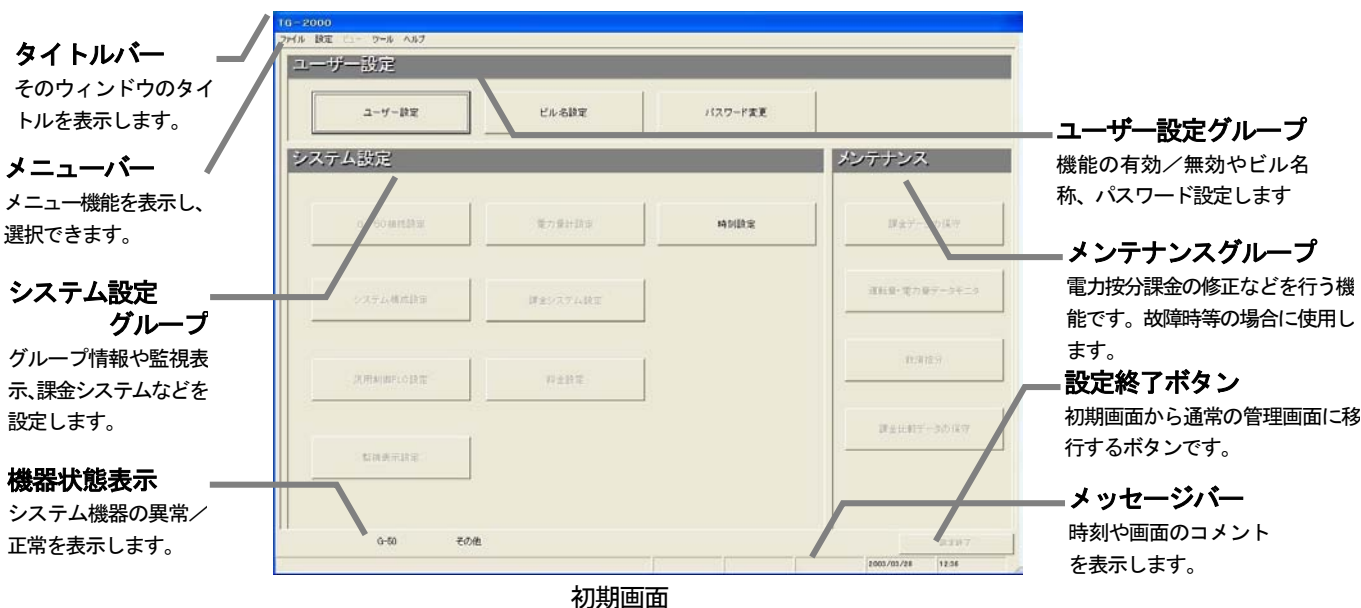 タイトルバー
そのウィンドウのタイ
トルを表示します。
メニューバー
メニュー機能を表示し、
選択できます。
システム設定
グループ
グループ情報や監視表
示、課金システムなどを
設定します。
機器状態表示
システム機器の異常／
正常を表示します。
TG-2000
ファイル 設定 ビュー ツール ヘルプ
ユーザー設定
ユーザー設定 ビル名設定 パスワード変更
システム設定
電力量計設定 時刻設定
システム構成設定 課金システム設定
汎用制御PLC設定 料金設定
監視表示設定
メンテナンス
課金データの保守
運転量・電力量データモニタ
課金比較データの保守
G-50 その他
設定終了
2003/03/28 12:36
ユーザー設定グループ
機能の有効／無効やビル名
称、パスワード設定します
メンテナンスグループ
電力按分課金の修正などを行う機
能です。故障時等の場合に使用し
ます。
設定終了ボタン
初期画面から通常の管理画面に移
行するボタンです。
メッセージバー
時刻や画面のコメント
を表示します。
初期画面